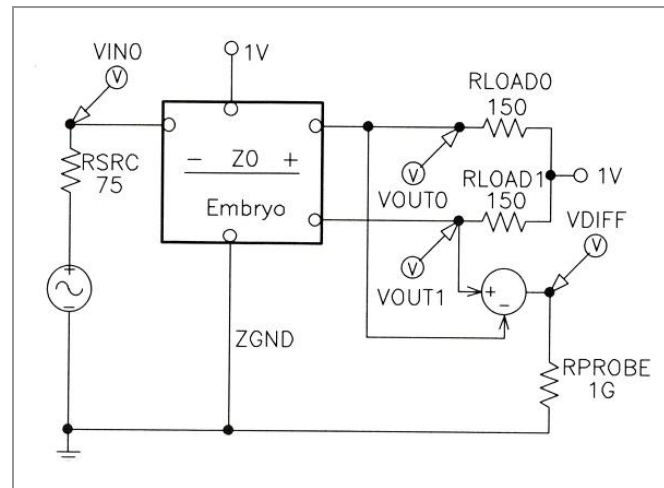 VIN0
V
1V
RLOAD0
150
RSRC
75
− Z0 +
Embryo
V
VOUT0
RLOAD1
150
1V
VDIFF
V
V
VOUT1
+
−
+
−
ZGND
RPROBE
1G